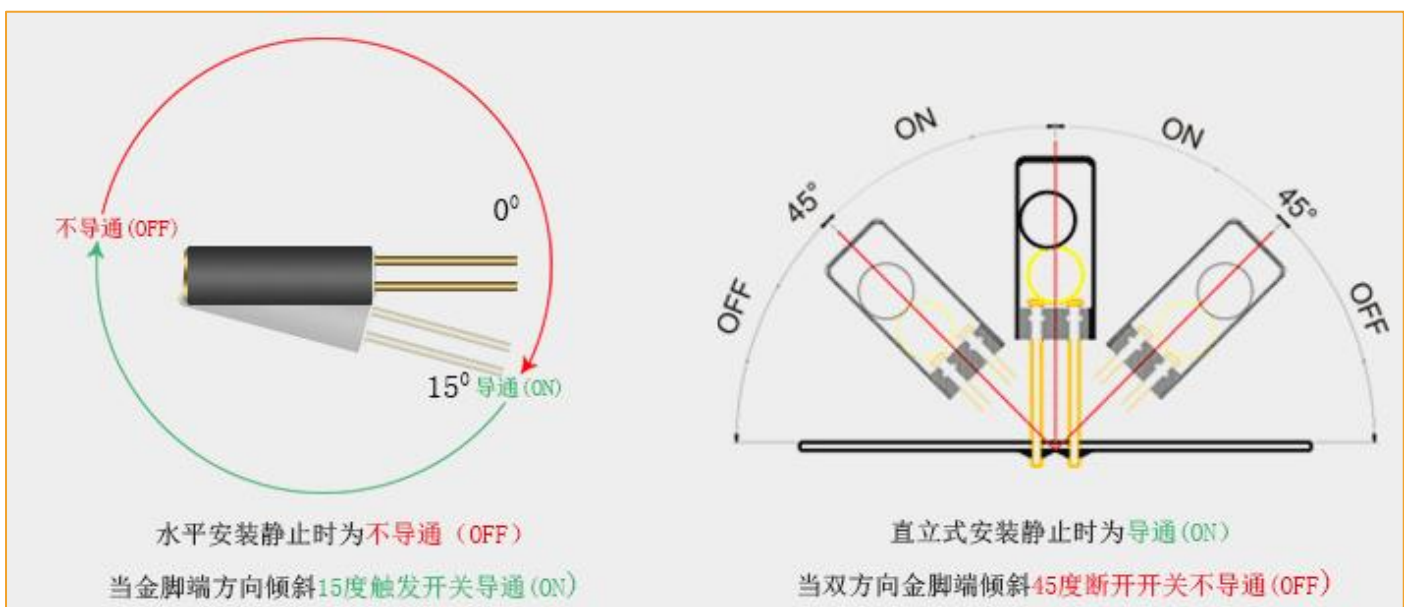 不导通(OFF)
0⁰
15⁰ 导通(ON)
水平安装静止时为不导通（OFF）
当金脚端方向倾斜15度触发开关导通(ON)
ON
ON
45°
45°
OFF
OFF
直立式安装静止时为导通(ON)
当双方向金脚端倾斜45度断开开关不导通(OFF)